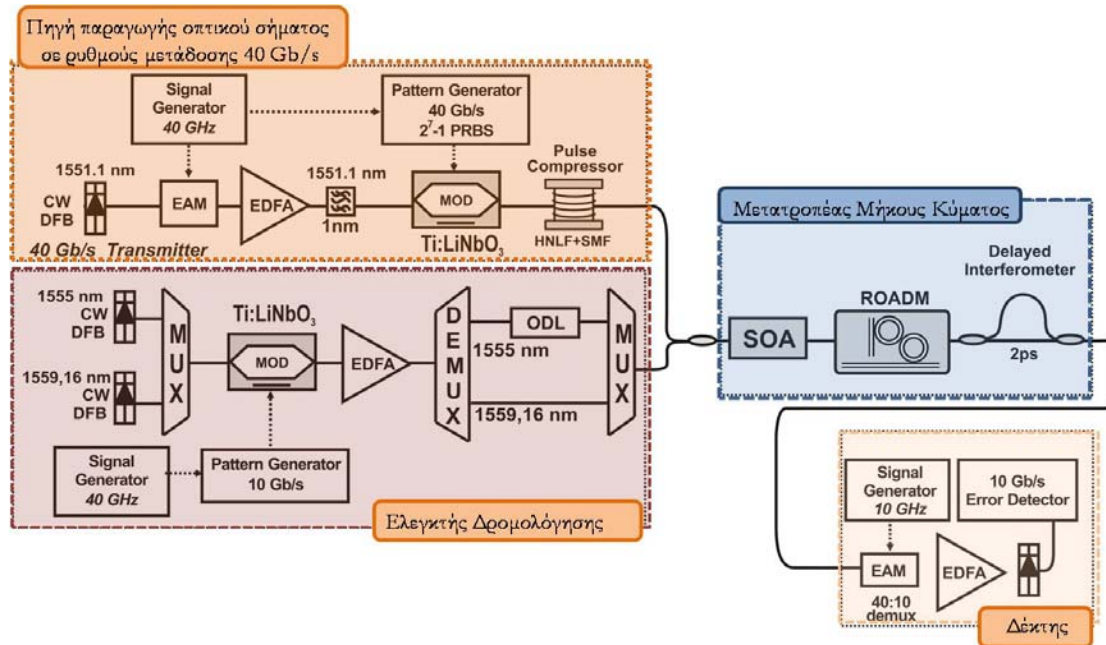 Πηγή παραγωγής οπτικού σήματος
σε ρυθμούς μετάδοσης 40 Gb/s
Signal
Generator
40 GHz
Pattern Generator
40 Gb/s
2⁷-1 PRBS
1551.1 nm
CW
DFB
EAM
EDFA
1551.1 nm
1nm
MOD
Ti:LiNbO₃
Pulse
Compressor
HNLF+SMF
40 Gb/s Transmitter
1555 nm
CW
DFB
1559,16 nm
CW
DFB
MUX
Ti:LiNbO₃
MOD
EDFA
DEMUX
ODL
1555 nm
1559,16 nm
MUX
Signal
Generator
40 GHz
Pattern Generator
10 Gb/s
Ελεγκτής Δρομολόγησης
Μετατροπέας Μήκους Κύματος
SOA
ROADM
Delayed
Interferometer
2ps
Signal
Generator
10 GHz
10 Gb/s
Error Detector
EAM
40:10
demux
EDFA
Δέκτης